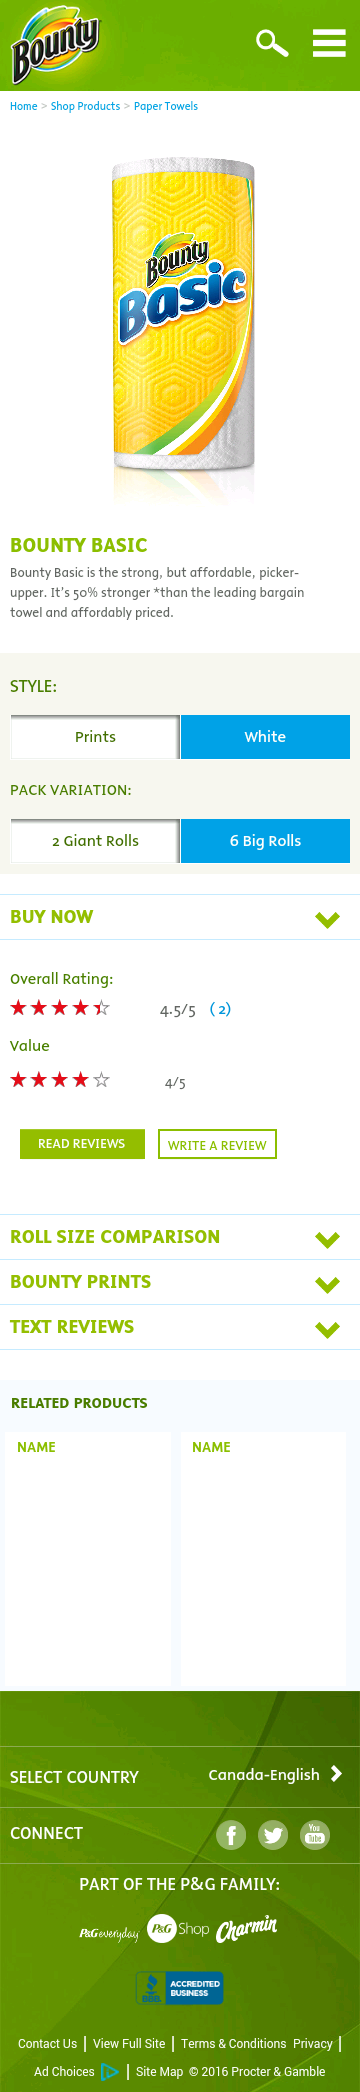 Bounty
Home > Shop Products > Paper Towels
Bounty
Basic
BOUNTY BASIC
Bounty Basic is the strong, but affordable, picker-
upper. It's 50% stronger *than the leading bargain
towel and affordably priced.
STYLE:
Prints White
PACK VARIATION:
2 Giant Rolls 6 Big Rolls
BUY NOW
Overall Rating:
4.5/5 ( 2)
Value
4/5
READ REVIEWS WRITE A REVIEW
ROLL SIZE COMPARISON
BOUNTY PRINTS
TEXT REVIEWS
RELATED PRODUCTS
NAME NAME
SELECT COUNTRY Canada-English
CONNECT f You Tube
PART OF THE P&G FAMILY:
P&G everyday P&G Shop Charmin
BBB ACCREDITED BUSINESS
Contact Us | View Full Site | Terms & Conditions Privacy |
Ad Choices | Site Map © 2016 Procter & Gamble